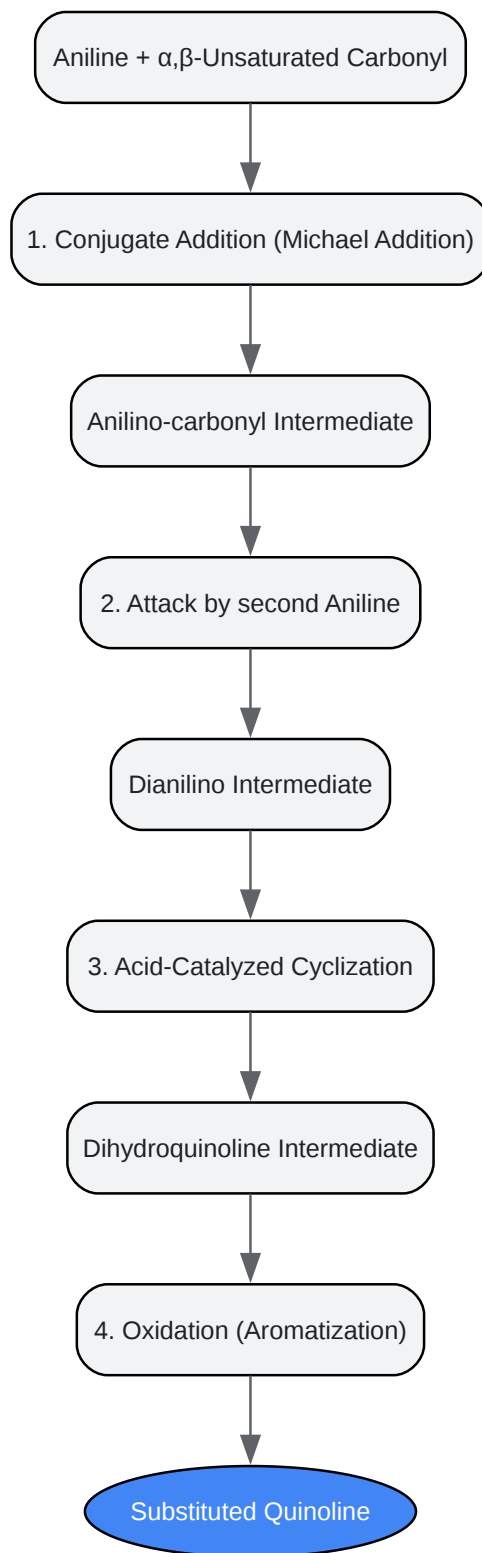 Aniline + α,β-Unsaturated Carbonyl
1. Conjugate Addition (Michael Addition)
Anilino-carbonyl Intermediate
2. Attack by second Aniline
Dianilino Intermediate
3. Acid-Catalyzed Cyclization
Dihydroquinoline Intermediate
4. Oxidation (Aromatization)
Substituted Quinoline